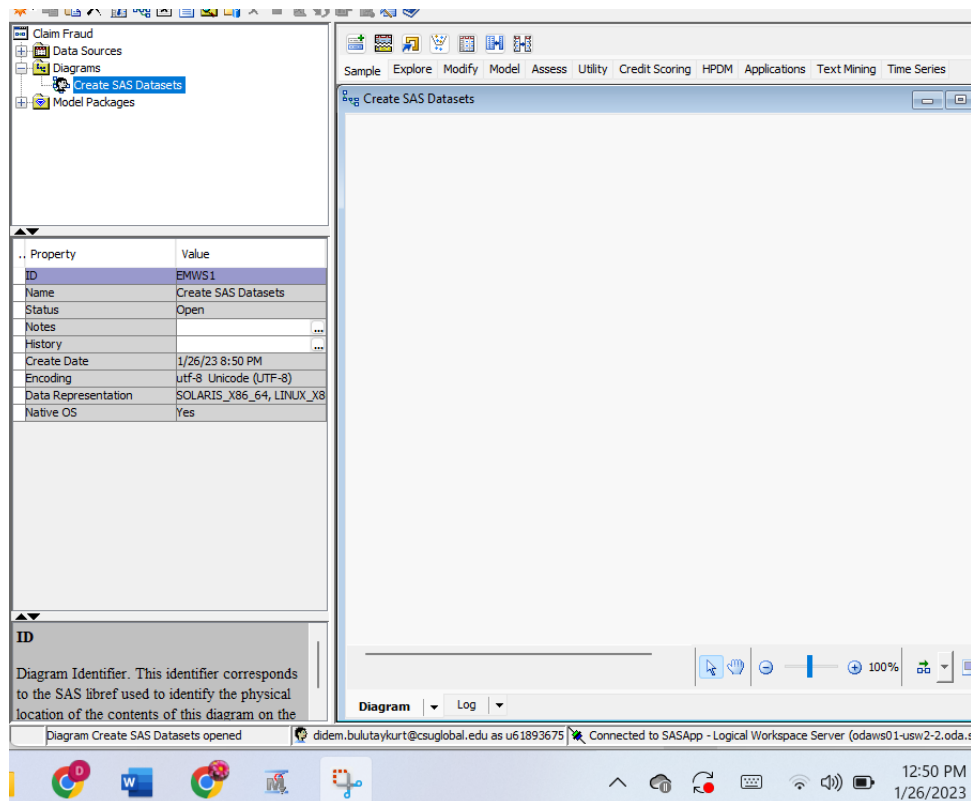 Claim Fraud
Data Sources
Diagrams
Create SAS Datasets
Model Packages
Sample Explore Modify Model Assess Utility Credit Scoring HPDM Applications Text Mining Time Series
Create SAS Datasets
.. Property Value
ID EMWS1
Name Create SAS Datasets
Status Open
Notes ...
History ...
Create Date 1/26/23 8:50 PM
Encoding utf-8 Unicode (UTF-8)
Data Representation SOLARIS_X86_64, LINUX_X8
Native OS Yes
ID
Diagram Identifier. This identifier corresponds
to the SAS libref used to identify the physical
location of the contents of this diagram on the
100%
Diagram Log
Diagram Create SAS Datasets opened didem.bulutaykurt@csuglobal.edu as u61893675 Connected to SASApp - Logical Workspace Server (odaws01-usw2-2.oda.s
D W
12:50 PM
1/26/2023